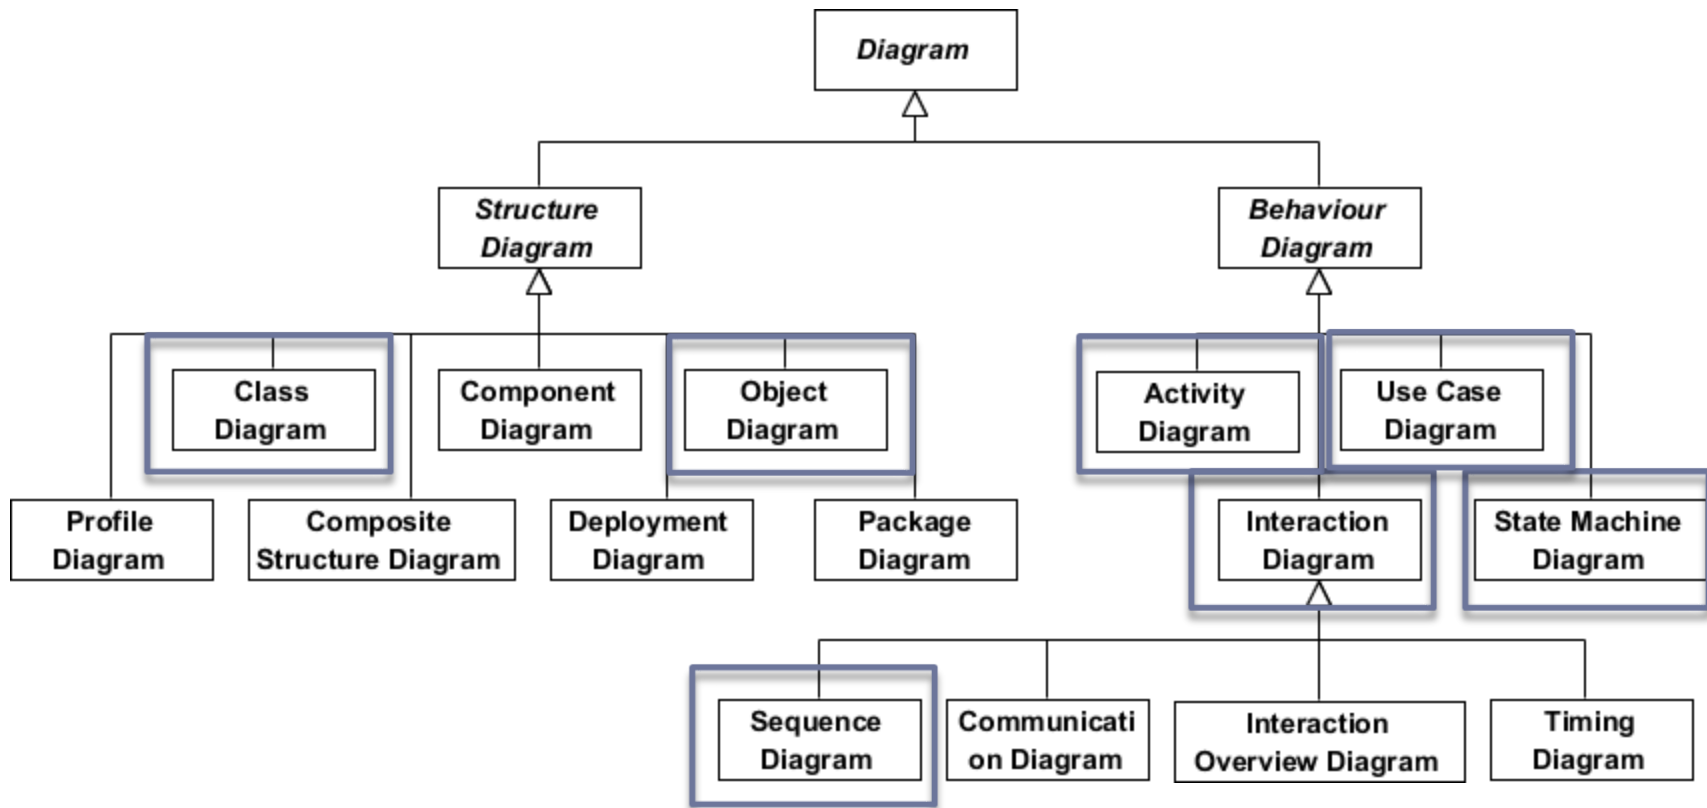 Diagram
Structure
Diagram
Behaviour
Diagram
Class
Diagram
Component
Diagram
Object
Diagram
Activity
Diagram
Use Case
Diagram
Profile
Diagram
Composite
Structure Diagram
Deployment
Diagram
Package
Diagram
Interaction
Diagram
State Machine
Diagram
Sequence
Diagram
Communicati
on Diagram
Interaction
Overview Diagram
Timing
Diagram